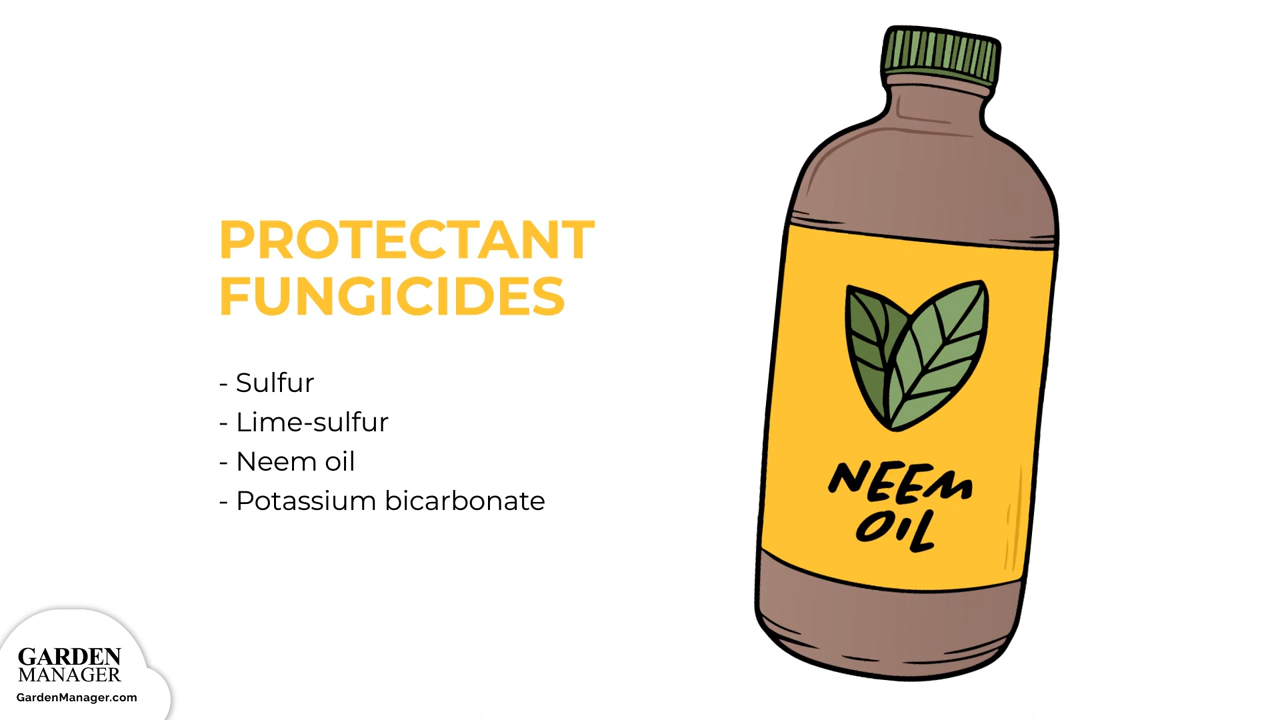 PROTECTANT
FUNGICIDES
- Sulfur
- Lime-sulfur
- Neem oil
- Potassium bicarbonate
NEEM
OIL
GARDEN
MANAGER
GardenManager.com